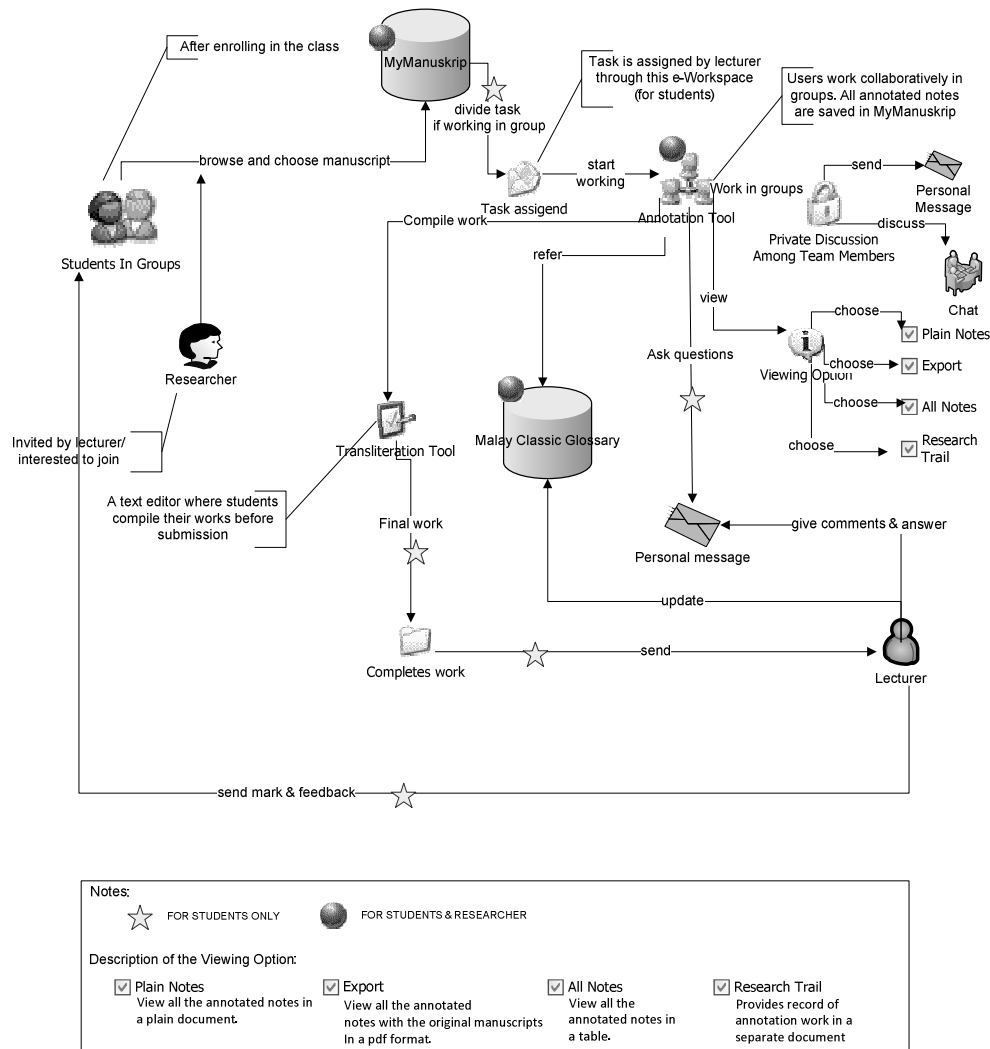 After enrolling in the class
MyManuskrip
divide task
if working in group
Task is assigned by lecturer
through this e-Workspace
(for students)
Users work collaboratively in
groups. All annotated notes
are saved in MyManuskrip
browse and choose manuscript
start
working
Task assigend
Work in groups
Annotation Tool
send
Personal
Message
discuss
Private Discussion
Among Team Members
Chat
Students In Groups
Compile work
refer
view
Ask questions
choose
Plain Notes
Viewing Option
choose
Export
choose
All Notes
choose
Research
Trail
Researcher
Invited by lecturer/
interested to join
Transliteration Tool
Malay Classic Glossary
A text editor where students
compile their works before
submission
Final work
Personal message
give comments & answer
update
Completes work
send
Lecturer
send mark & feedback
Notes:
FOR STUDENTS ONLY
FOR STUDENTS & RESEARCHER
Description of the Viewing Option:
Plain Notes
View all the annotated notes in
a plain document.
Export
View all the annotated
notes with the original manuscripts
In a pdf format.
All Notes
View all the
annotated notes in
a table.
Research Trail
Provides record of
annotation work in a
separate document